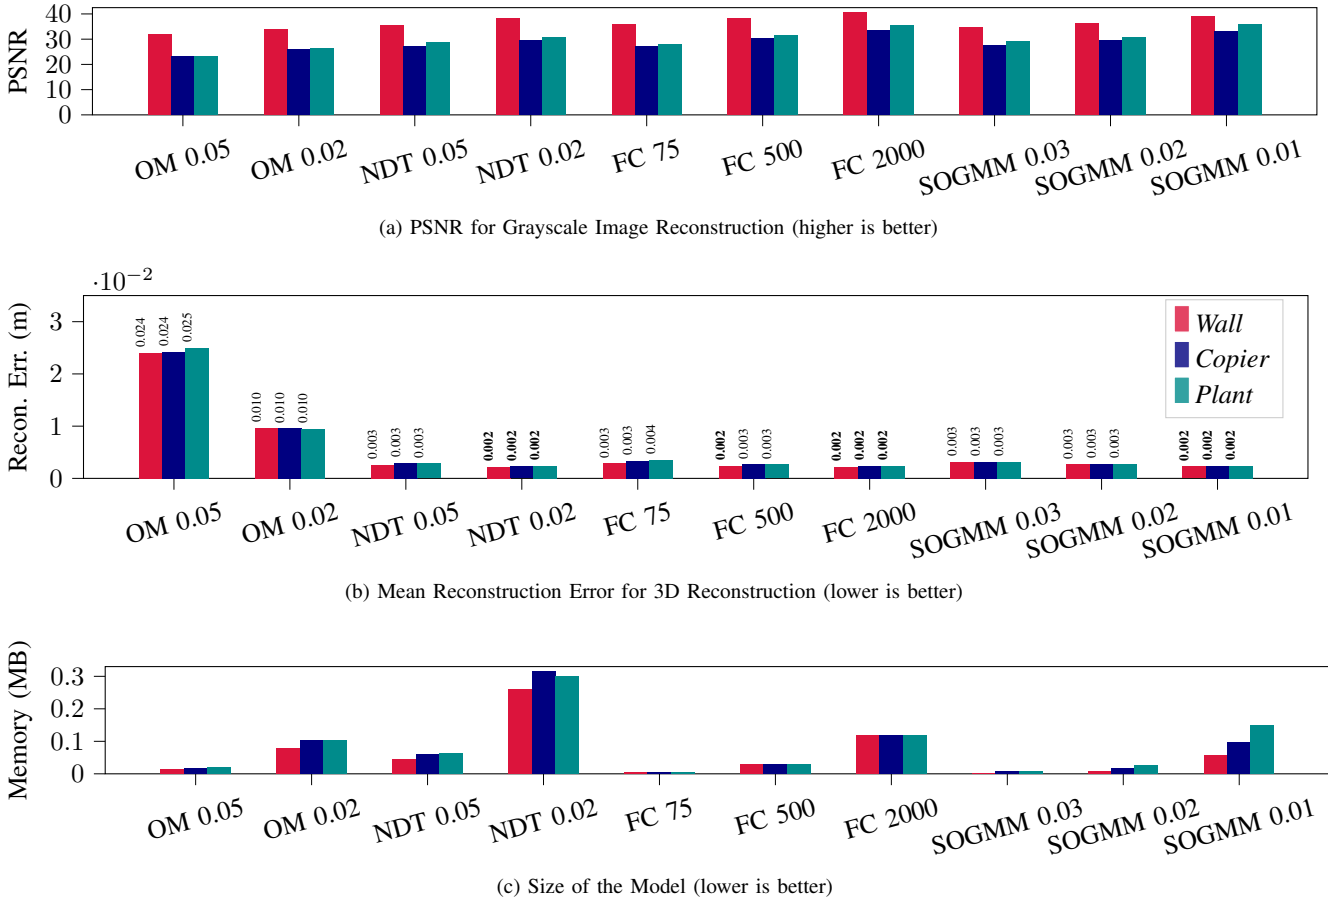 PSNR
40
30
20
10
0
OM 0.05 OM 0.02 NDT 0.05 NDT 0.02 FC 75 FC 500 FC 2000 SOGMM 0.03 SOGMM 0.02 SOGMM 0.01
(a) PSNR for Grayscale Image Reconstruction (higher is better)
·10⁻²
Recon. Err. (m)
3
2
1
0
0.024 0.024 0.025 0.010 0.010 0.010 0.003 0.003 0.003 0.002 0.002 0.002 0.003 0.003 0.004 0.002 0.003 0.003 0.002 0.002 0.002 0.003 0.003 0.003 0.003 0.003 0.003 0.002 0.002 0.002
Wall
Copier
Plant
OM 0.05 OM 0.02 NDT 0.05 NDT 0.02 FC 75 FC 500 FC 2000 SOGMM 0.03 SOGMM 0.02 SOGMM 0.01
(b) Mean Reconstruction Error for 3D Reconstruction (lower is better)
Memory (MB)
0.3
0.2
0.1
0
OM 0.05 OM 0.02 NDT 0.05 NDT 0.02 FC 75 FC 500 FC 2000 SOGMM 0.03 SOGMM 0.02 SOGMM 0.01
(c) Size of the Model (lower is better)